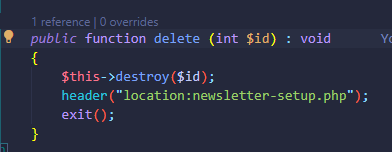 1 reference | 0 overrides
public function delete (int $id) : void
{
$this->destroy($id);
header("location:newsletter-setup.php");
exit();
}